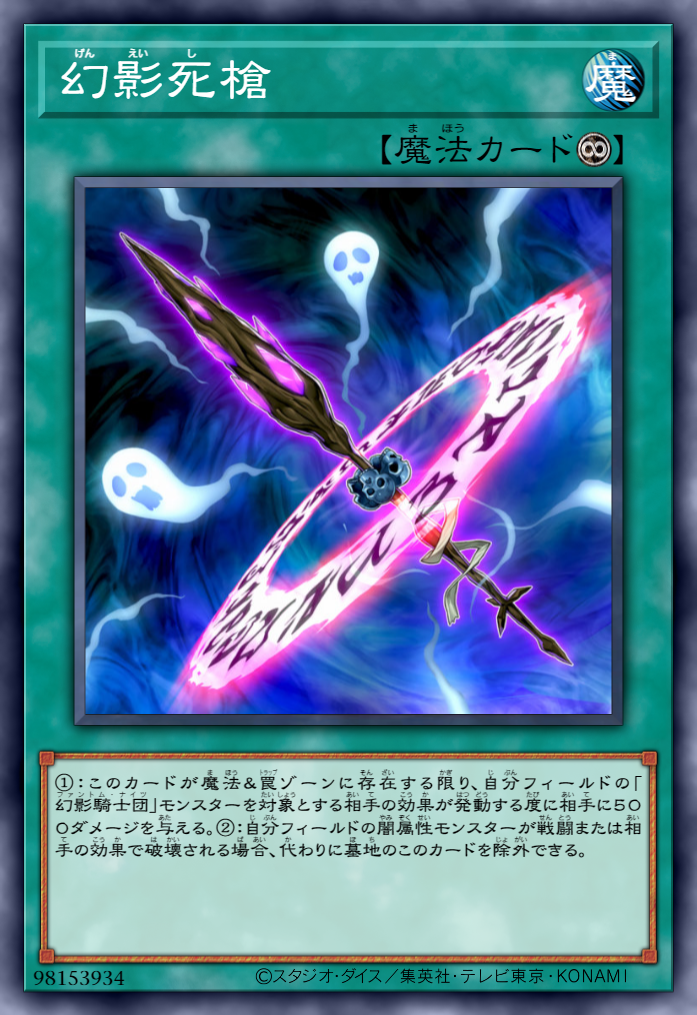 幻影死槍
魔
【魔法カード】
①：このカードが魔法＆罠ゾーンに存在する限り、自分フィールドの「
幻影騎士団」モンスターを対象とする相手の効果が発動する度に相手に５０
０ダメージを与える。②：自分フィールドの闇属性モンスターが戦闘または相
手の効果で破壊される場合、代わりに墓地のこのカードを除外できる。
98153934
©スタジオ・ダイス／集英社・テレビ東京・KONAMI